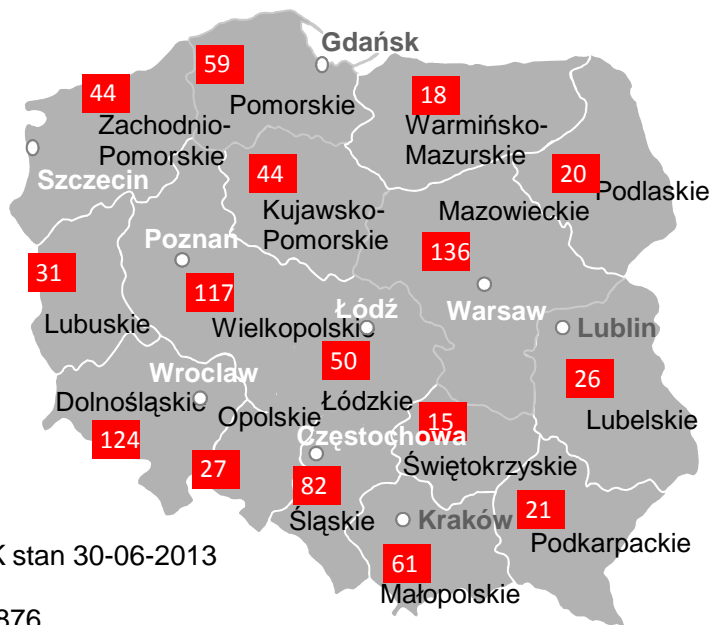 Gdańsk
59
Pomorskie
44
Zachodnio-
Pomorskie
18
Warmińsko-
Mazurskie
Szczecin
44
Kujawsko-
Pomorskie
20
Podlaskie
Mazowieckie
136
Warsaw
Poznan
117
Wielkopolskie
31
Lubuskie
Łódź
50
Łódzkie
Lublin
26
Lubelskie
Wroclaw
Dolnośląskie
124
Opolskie
27
Częstochowa
82
Śląskie
15
Świętokrzyskie
Kraków
61
Małopolskie
21
Podkarpackie
K stan 30-06-2013
876